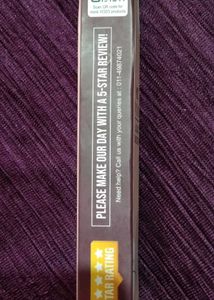 Scan QR code for
PLEASE MAKE OUR DAY WITH A 5-STAR REVIEW!
Need help? Call us with your queries at : 011-49874021
STAR RATING